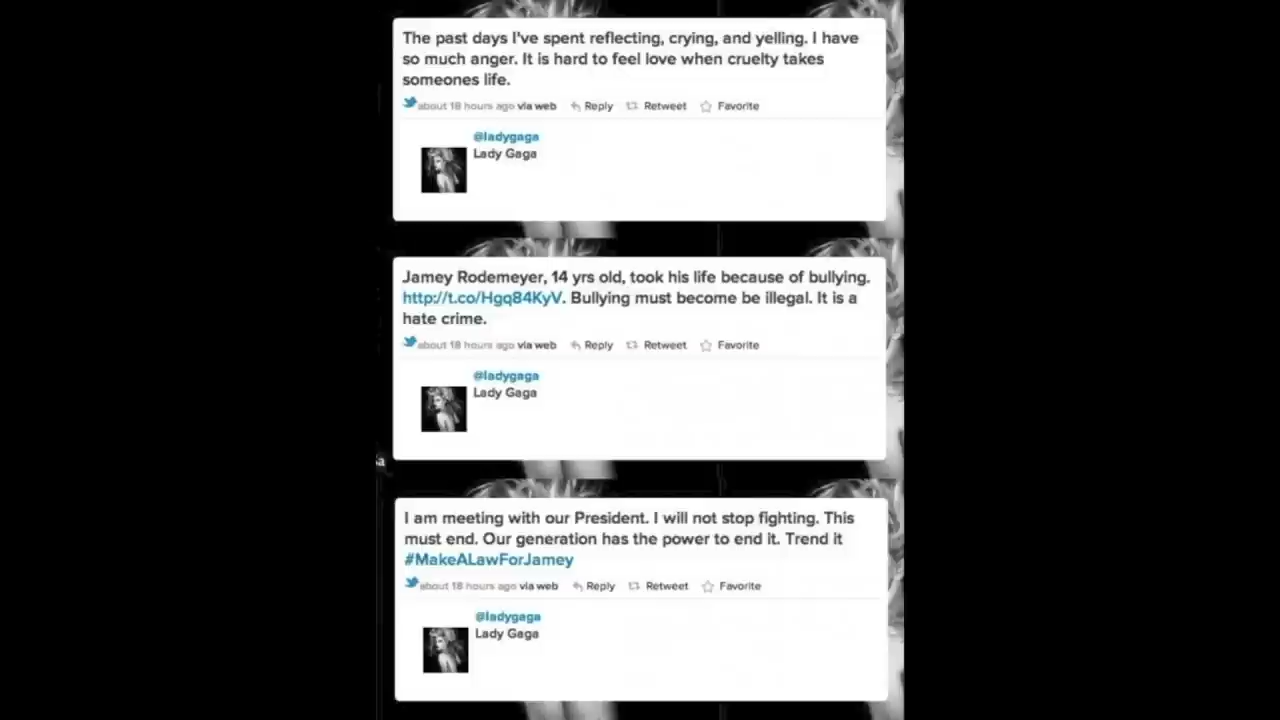 The past days I've spent reflecting, crying, and yelling. I have
so much anger. It is hard to feel love when cruelty takes
someones life.
about 18 hours ago via web Reply Retweet Favorite
@ladygaga
Lady Gaga
Jamey Rodemeyer, 14 yrs old, took his life because of bullying.
http://t.co/Hgq84KyV. Bullying must become be illegal. It is a
hate crime.
about 18 hours ago via web Reply Retweet Favorite
@ladygaga
Lady Gaga
I am meeting with our President. I will not stop fighting. This
must end. Our generation has the power to end it. Trend it
#MakeALawForJamey
about 18 hours ago via web Reply Retweet Favorite
@ladygaga
Lady Gaga